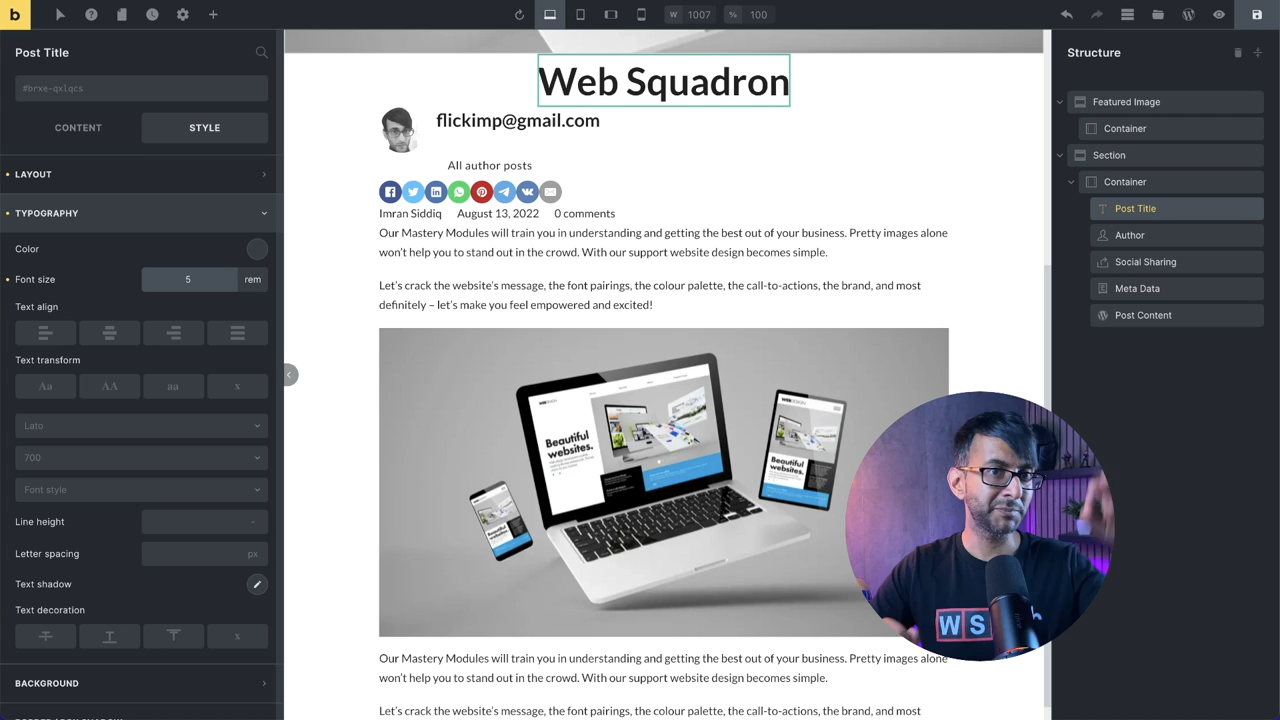 b
W 1007 % 100
Post Title
#brxe-qxlqcs
CONTENT STYLE
LAYOUT
TYPOGRAPHY
Color
Font size 5 rem
Text align
Text transform
Aa AA aa x
Lato
700
Font style
Line height -
Letter spacing px
Text shadow
Text decoration
x
BACKGROUND
Web Squadron
flickimp@gmail.com
All author posts
Imran Siddiq August 13, 2022 0 comments
Our Mastery Modules will train you in understanding and getting the best out of your business. Pretty images alone
won't help you to stand out in the crowd. With our support website design becomes simple.
Let's crack the website's message, the font pairings, the colour palette, the call-to-actions, the brand, and most
definitely – let's make you feel empowered and excited!
Beautiful
websites.
Beautiful
websites.
Beautiful
websites.
Our Mastery Modules will train you in understanding and getting the best out of your business. Pretty images alone
won't help you to stand out in the crowd. With our support website design becomes simple.
Let's crack the website's message, the font pairings, the colour palette, the call-to-actions, the brand, and most
WS
Structure
Featured Image
Container
Section
Container
Post Title
Author
Social Sharing
Meta Data
Post Content